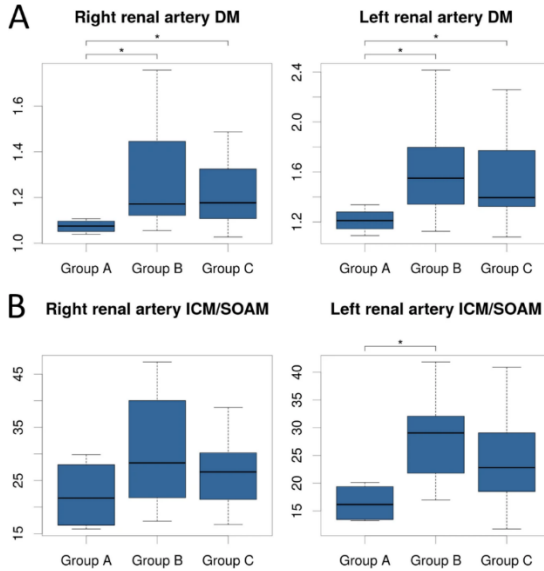 A
Right renal artery DM
Left renal artery DM
*
*
*
*
1.6
1.4
1.2
1.0
2.4
2.0
1.6
1.2
Group A Group B Group C
Group A Group B Group C
B
Right renal artery ICM/SOAM
Left renal artery ICM/SOAM
*
45
35
25
15
40
35
30
25
20
15
Group A Group B Group C
Group A Group B Group C